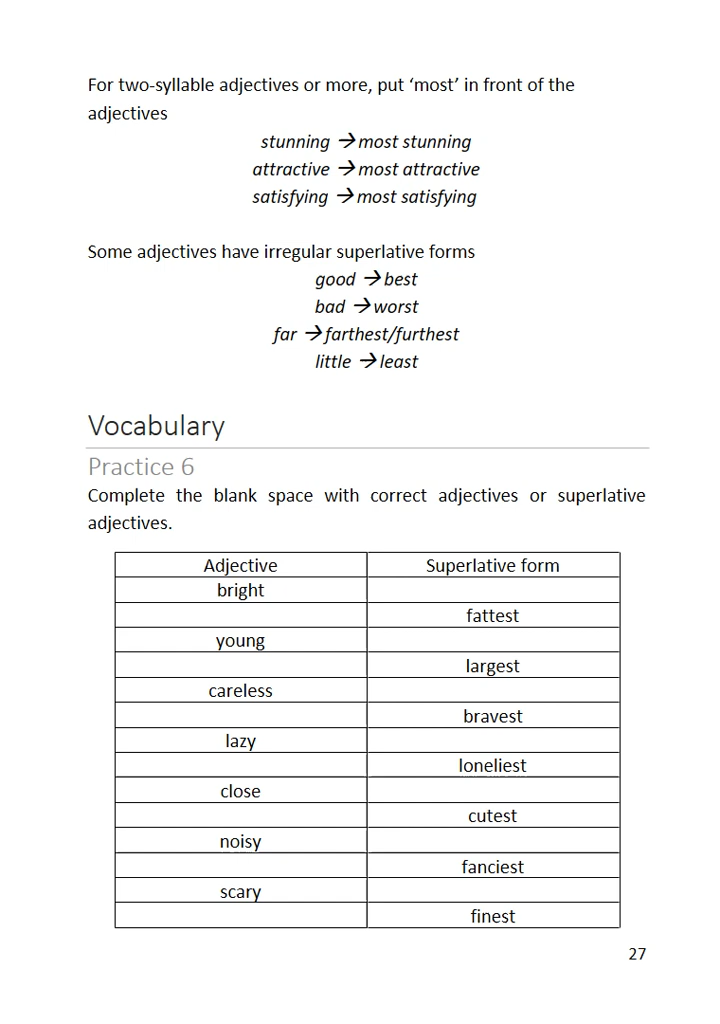 For two-syllable adjectives or more, put ‘most’ in front of the
adjectives
stunning → most stunning
attractive → most attractive
satisfying → most satisfying
Some adjectives have irregular superlative forms
good → best
bad → worst
far → farthest/furthest
little → least
Vocabulary
Practice 6
Complete the blank space with correct adjectives or superlative
adjectives.
Adjective Superlative form
bright
fattest
young
largest
careless
bravest
lazy
loneliest
close
cutest
noisy
fanciest
scary
finest
27